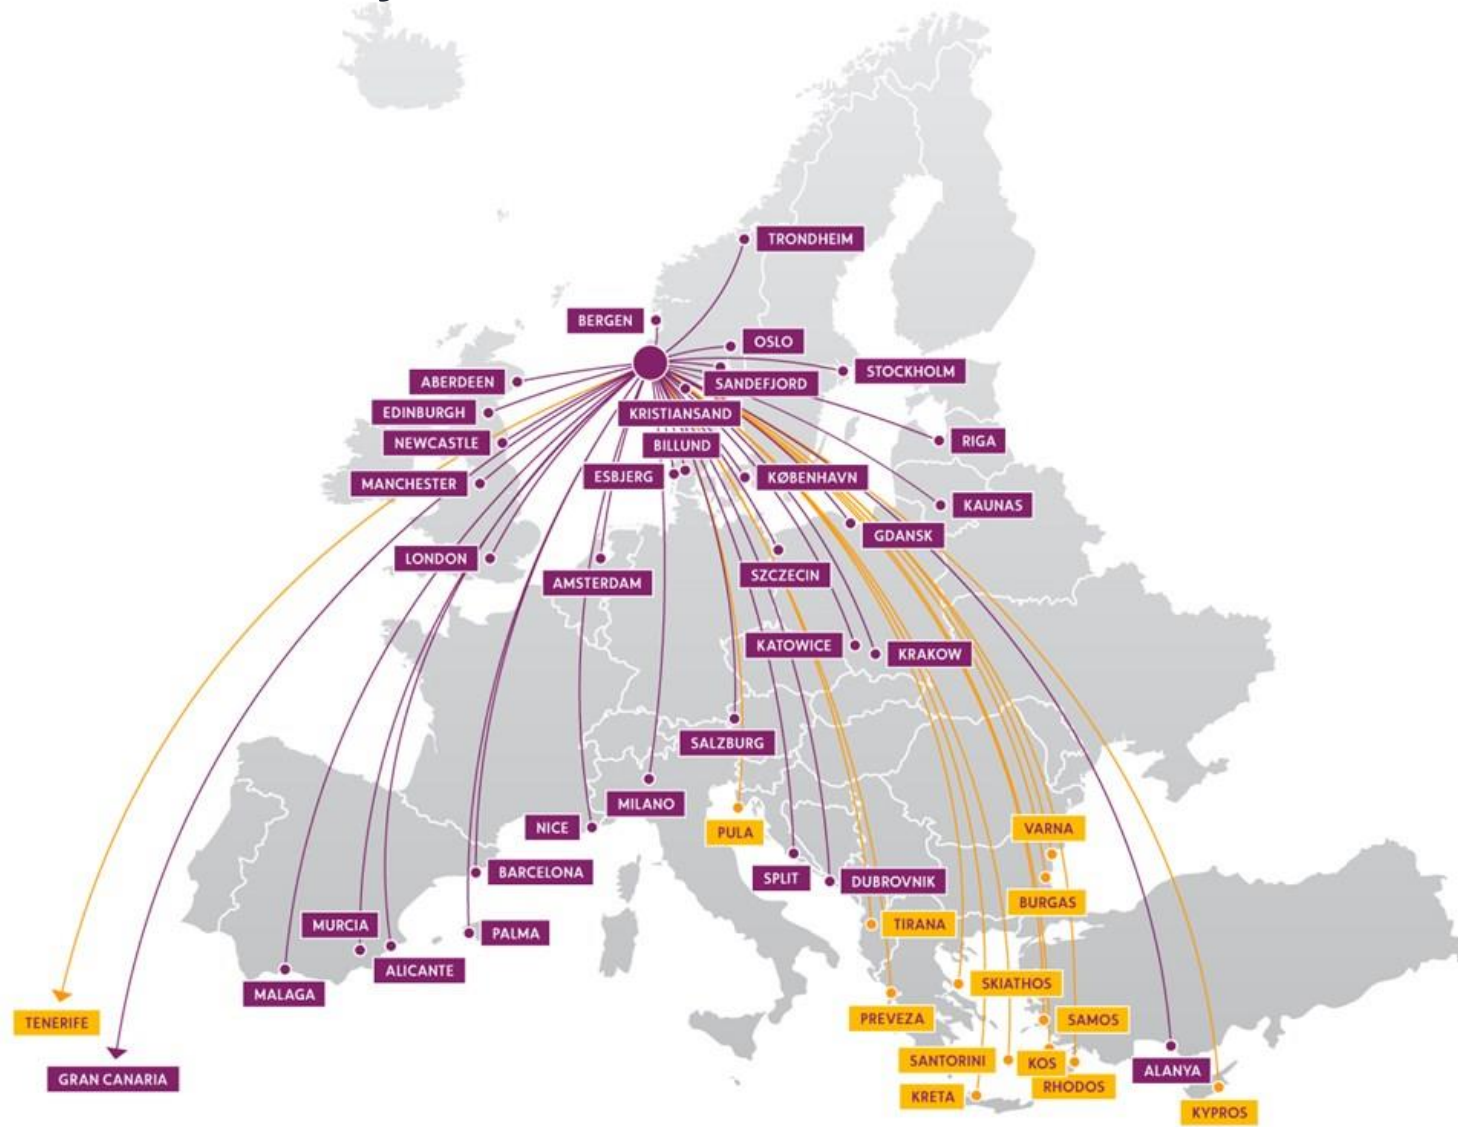 TRONDHEIM
BERGEN
OSLO
STOCKHOLM
ABERDEEN
SANDEFJORD
EDINBURGH
KRISTIANSAND
NEWCASTLE
RIGA
BILLUND
MANCHESTER
ESBJERG
KØBENHAVN
KAUNAS
GDANSK
LONDON
AMSTERDAM
SZCZECIN
KATOWICE
KRAKOW
SALZBURG
MILANO
NICE
PULA
VARNA
BARCELONA
SPLIT
DUBROVNIK
BURGAS
MURCIA
TIRANA
PALMA
ALICANTE
MALAGA
SKIATHOS
TENERIFE
PREVEZA
SAMOS
SANTORINI
KOS
ALANYA
GRAN CANARIA
RHODOS
KRETA
KYPROS